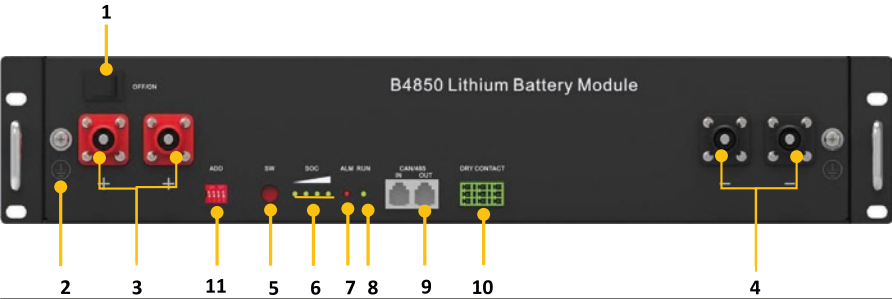 1
OFF/ON
B4850 Lithium Battery Module
ADD
SW
SOC
ALM RUN
CAN/485
IN OUT
DRY CONTACT
+ +
- -
2
3
11
5
6
7
8
9
10
4